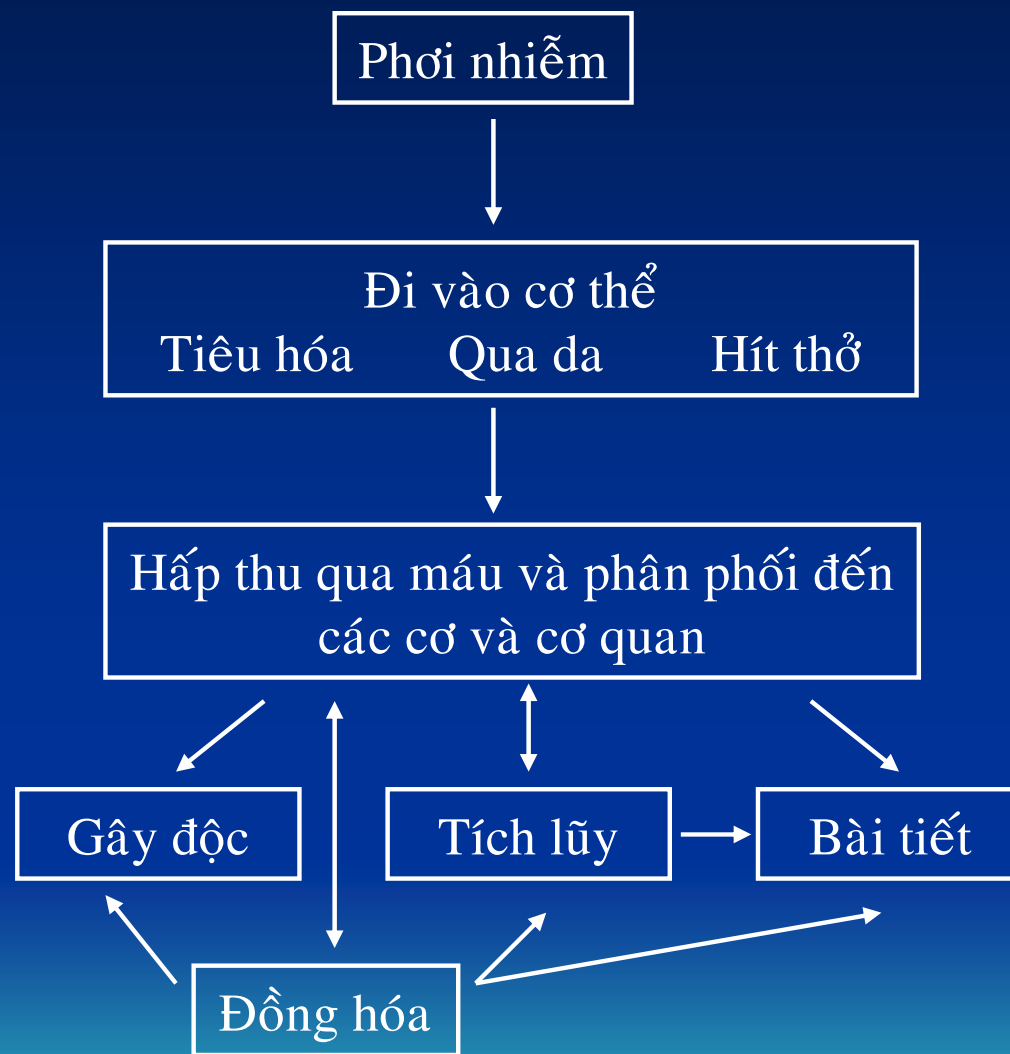 Phơi nhiễm
Đi vào cơ thể
Tiêu hóa Qua da Hít thở
Hấp thu qua máu và phân phối đến
các cơ và cơ quan
Gây độc Tích lũy Bài tiết
Đồng hóa